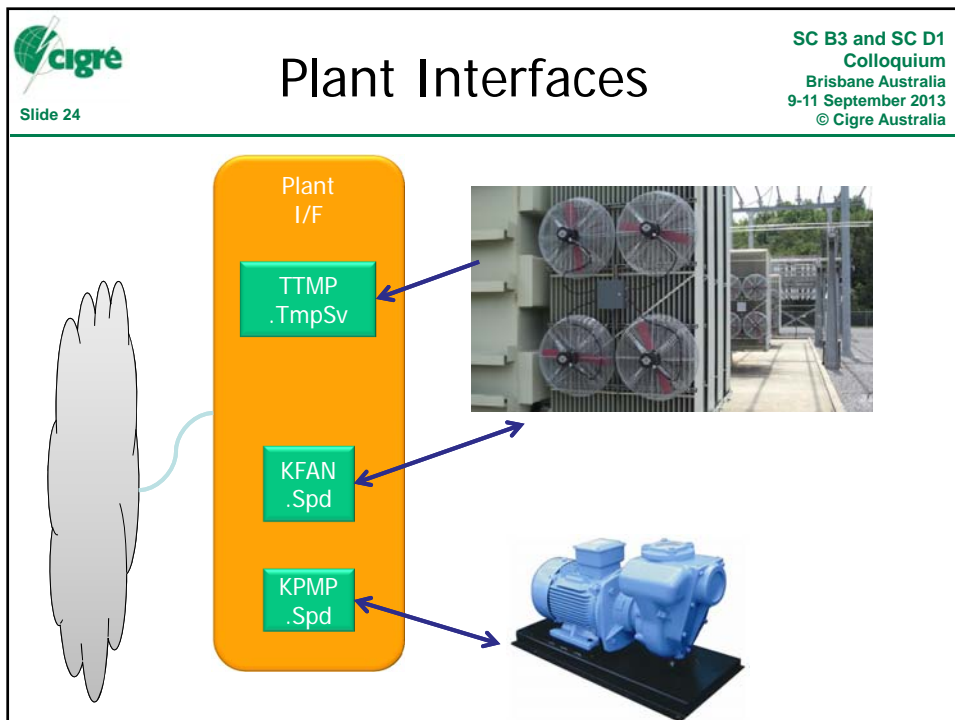 cigré
Slide 24
Plant Interfaces
SC B3 and SC D1
Colloquium
Brisbane Australia
9-11 September 2013
© Cigre Australia
Plant
I/F
TTMP
.TmpSv
KFAN
.Spd
KPMP
.Spd